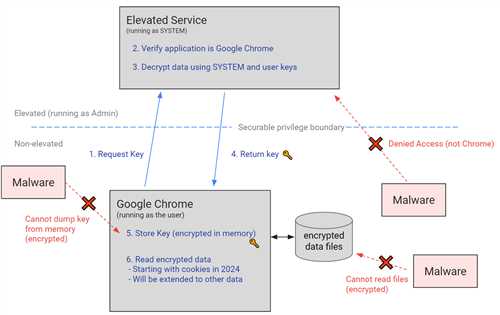 Elevated Service
(running as SYSTEM)
2. Verify application is Google Chrome
3. Decrypt data using SYSTEM and user keys
Elevated (running as Admin)
Securable privilege boundary
Non-elevated
Denied Access (not Chrome)
1. Request Key
4. Return key
Malware
Malware
Cannot dump key
from memory
(encrypted)
Google Chrome
(running as the user)
5. Store Key (encrypted in memory)
6. Read encrypted data
- Starting with cookies in 2024
- Will be extended to other data
encrypted
data files
Malware
Cannot read files
(encrypted)